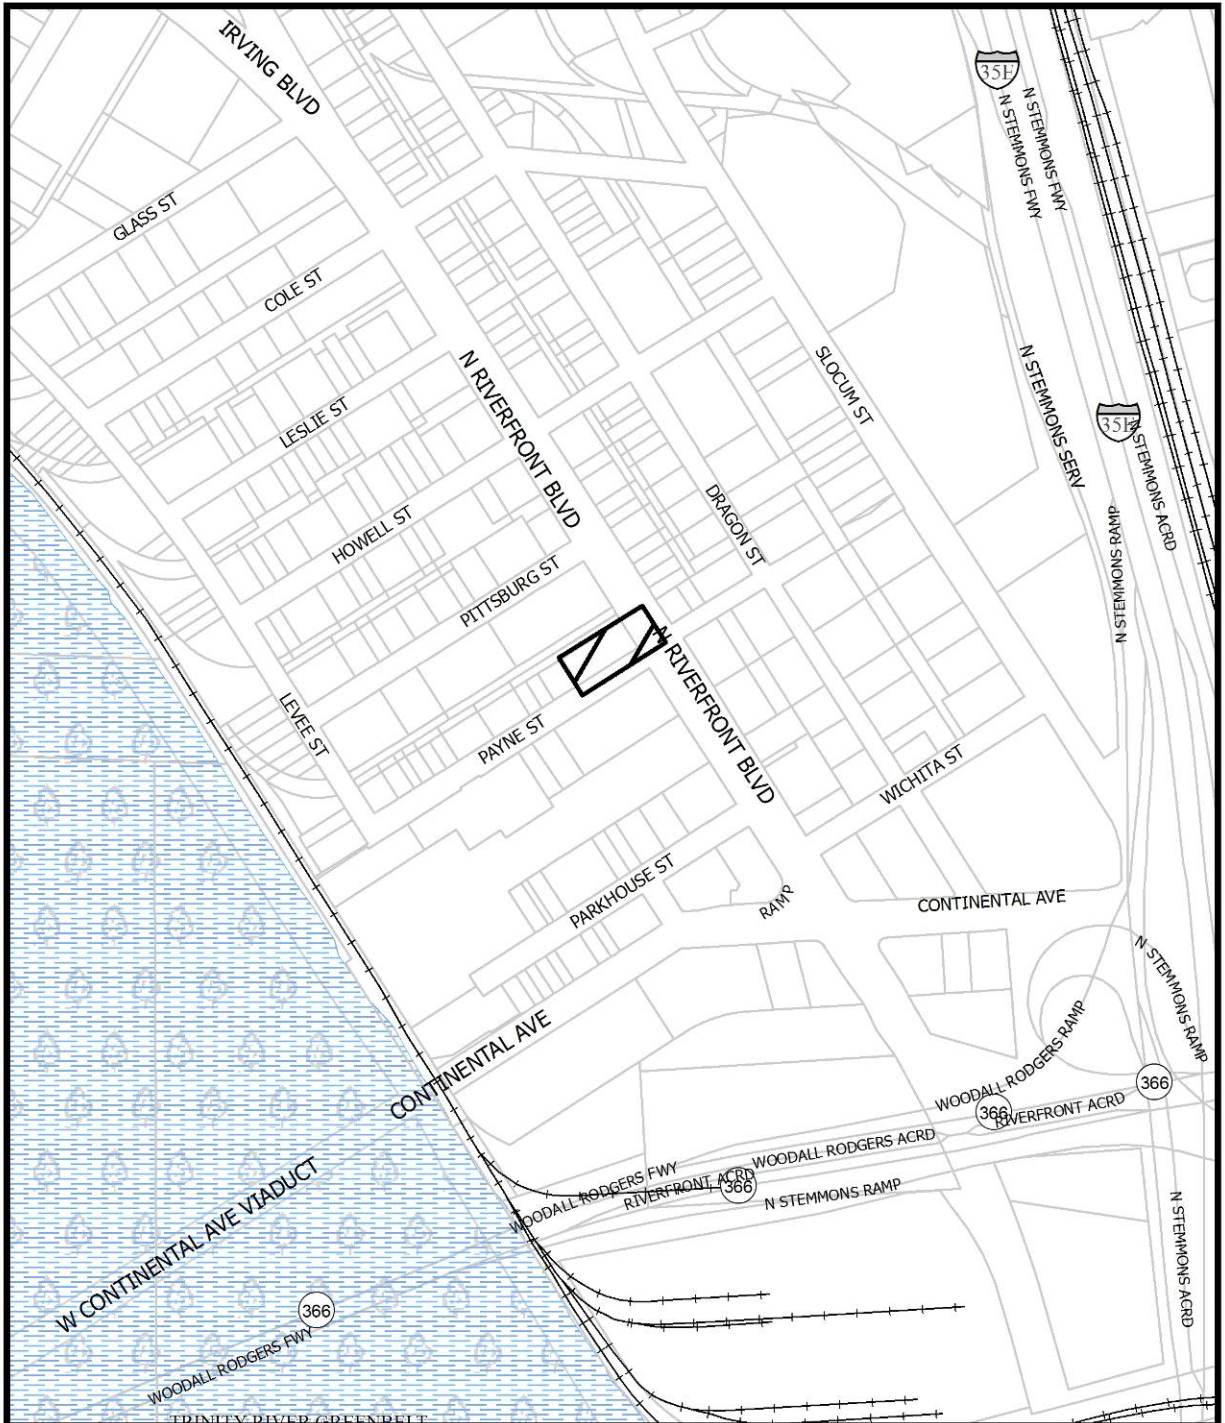 IRVING BLVD
35E
N STEMMONS FWY
N STEMMONS FWY
GLASS ST
COLE ST
N RIVERFRONT BLVD
SLOCUM ST
N STEMMONS SERV
LESLIE ST
35E
N STEMMONS ACRD
DRAGON ST
HOWELL ST
N STEMMONS RAMP
PITTSBURG ST
N RIVERFRONT BLVD
LEVEE ST
PAYNE ST
WICHITA ST
PARKHOUSE ST
RAMP
CONTINENTAL AVE
N STEMMONS RAMP
CONTINENTAL AVE
WOODALL RODGERS RAMP
366
366
RIVERFRONT ACRD
WOODALL RODGERS ACRD
WOODALL RODGERS FWY
RIVERFRONT ACRD
366
N STEMMONS RAMP
W CONTINENTAL AVE VIADUCT
N STEMMONS ACRD
366
WOODALL RODGERS FWY
TRINITY RIVER GREENBELT